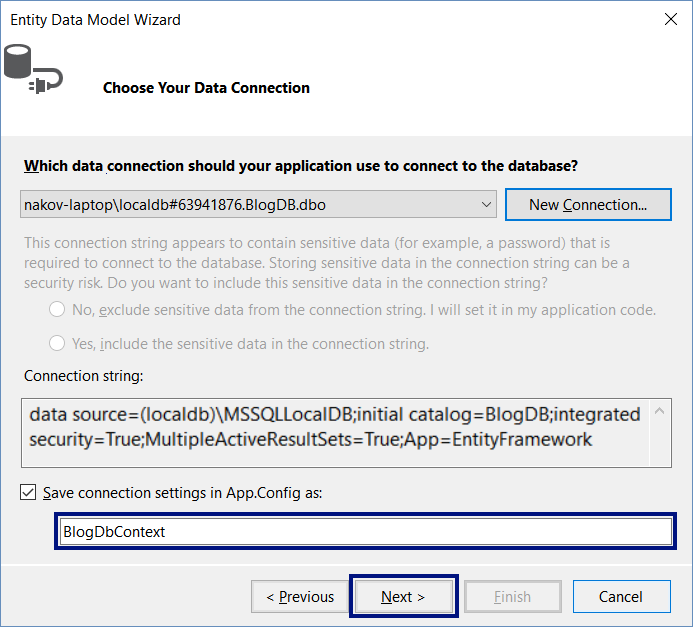 Entity Data Model Wizard
Choose Your Data Connection
Which data connection should your application use to connect to the database?
nakov-laptop\localdb#63941876.BlogDB.dbo
New Connection...
This connection string appears to contain sensitive data (for example, a password) that is
required to connect to the database. Storing sensitive data in the connection string can be a
security risk. Do you want to include this sensitive data in the connection string?
No, exclude sensitive data from the connection string. I will set it in my application code.
Yes, include the sensitive data in the connection string.
Connection string:
data source=(localdb)\MSSQLLocalDB;initial catalog=BlogDB;integrated
security=True;MultipleActiveResultSets=True;App=EntityFramework
Save connection settings in App.Config as:
BlogDbContext
< Previous
Next >
Finish
Cancel